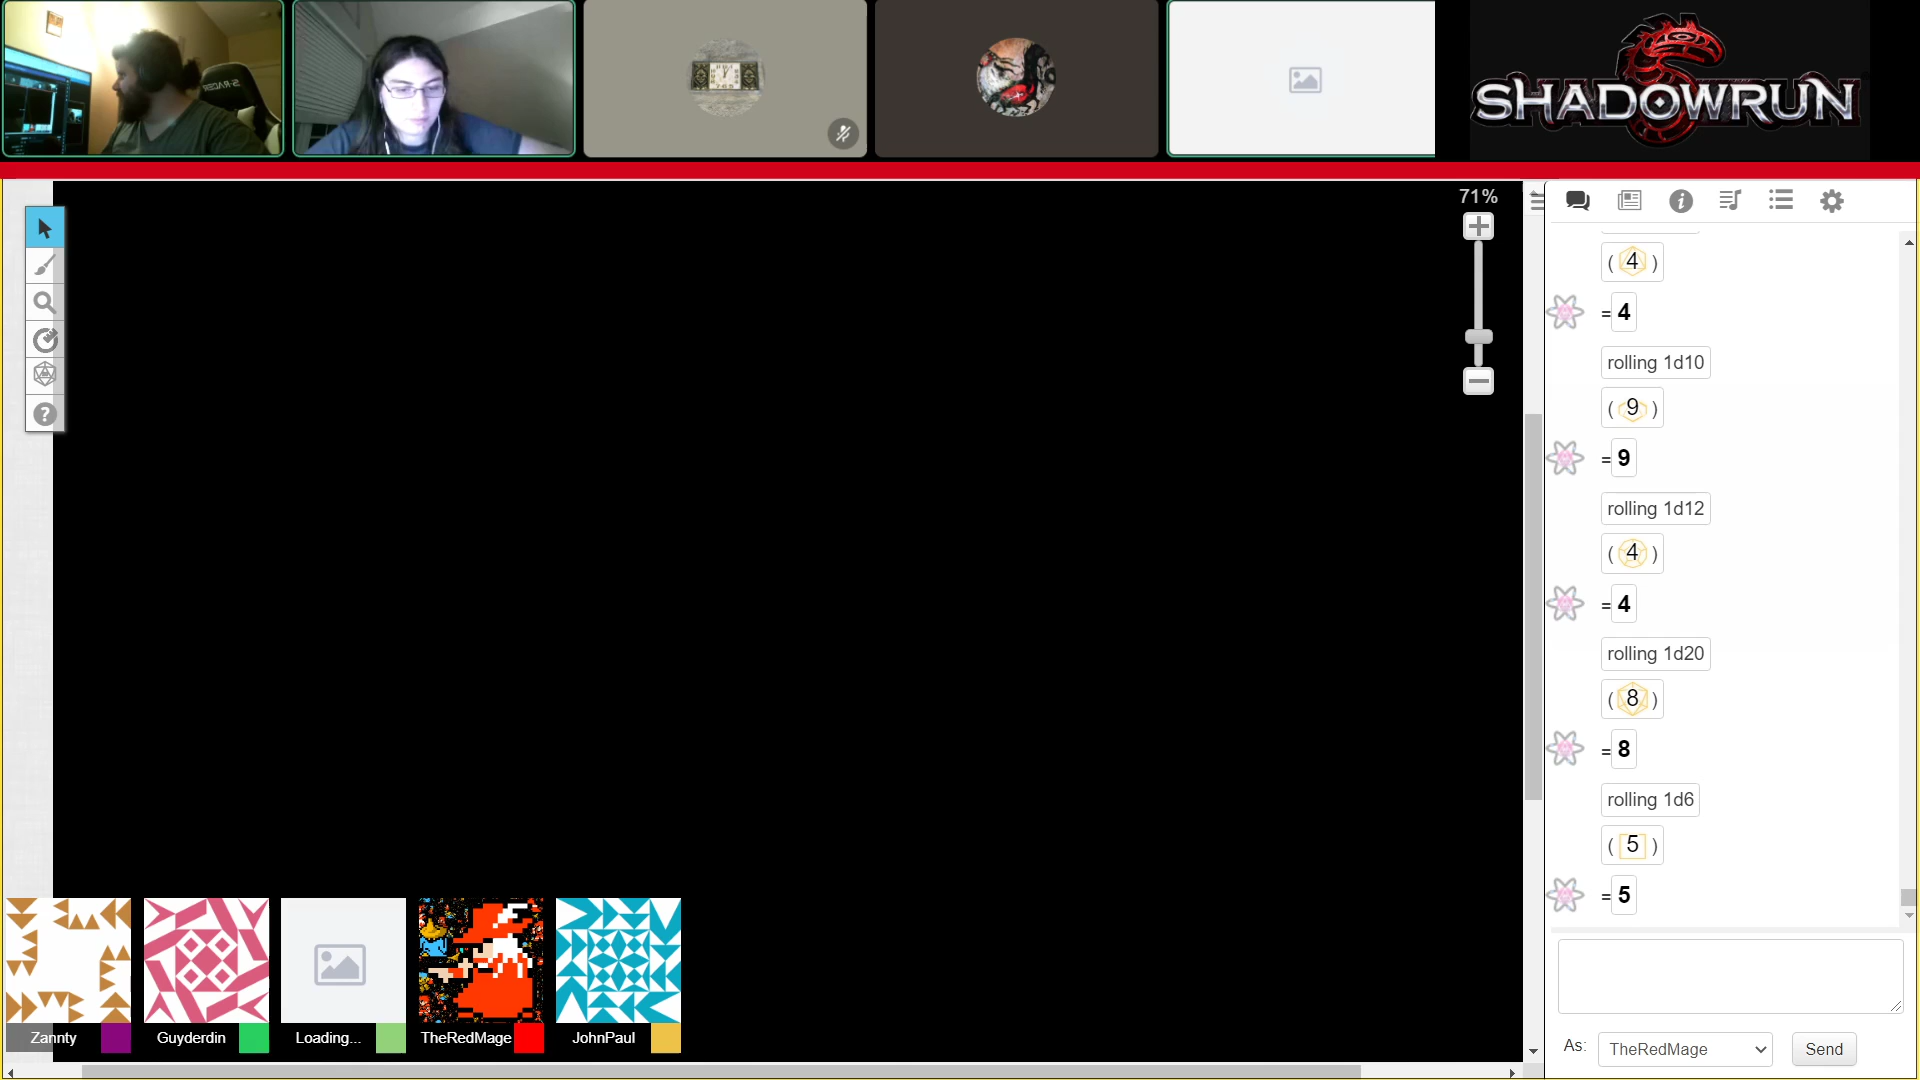 SHADOWRUN
71%
( 4 )
= 4
rolling 1d10
( 9 )
= 9
rolling 1d12
( 4 )
= 4
rolling 1d20
( 8 )
= 8
rolling 1d6
( 5 )
= 5
Zannty
Guyderdin
Loading...
TheRedMage
JohnPaul
As:
TheRedMage
Send